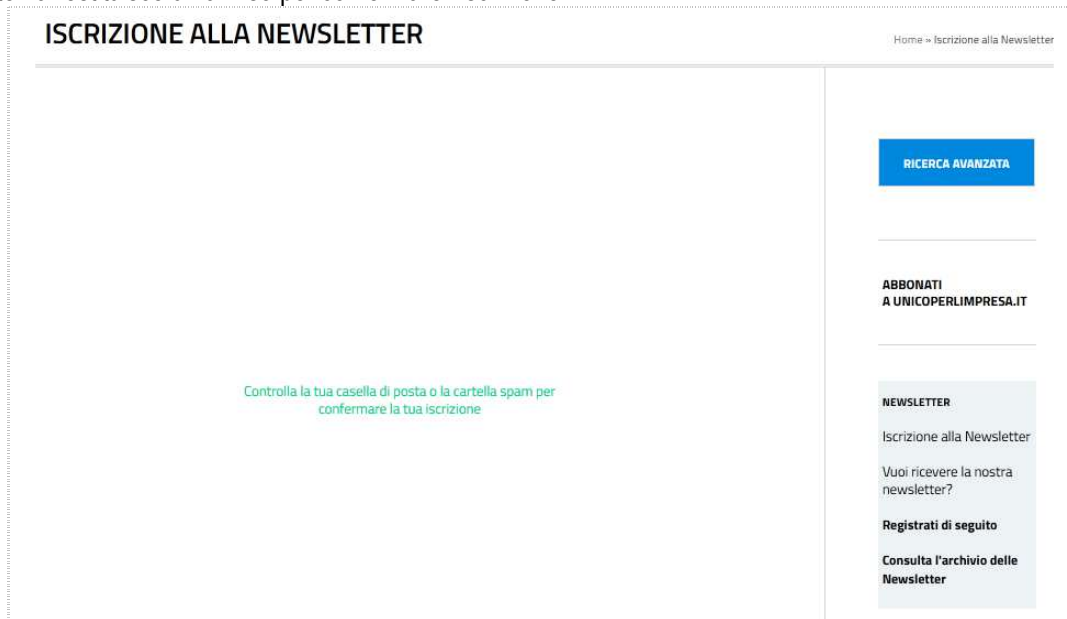 ISCRIZIONE ALLA NEWSLETTER
Home » Iscrizione alla Newsletter
RICERCA AVANZATA
ABBONATI
A UNICOPERLIMPRESA.IT
Controlla la tua casella di posta o la cartella spam per
confermare la tua iscrizione
NEWSLETTER
Iscrizione alla Newsletter
Vuoi ricevere la nostra
newsletter?
Registrati di seguito
Consulta l'archivio delle
Newsletter